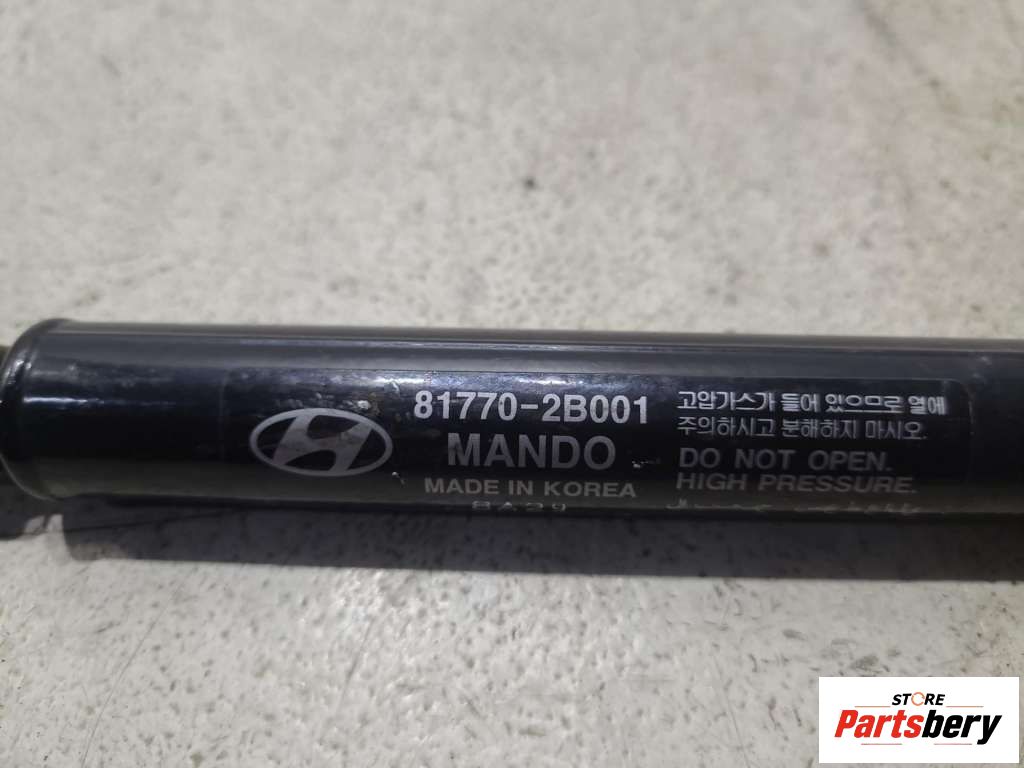 81770-2B001
MANDO
MADE IN KOREA
8A29
고압가스가 들어 있으므로 열에
주의하시고 분해하지 마시오.
DO NOT OPEN.
HIGH PRESSURE.
STORE
Partsbery